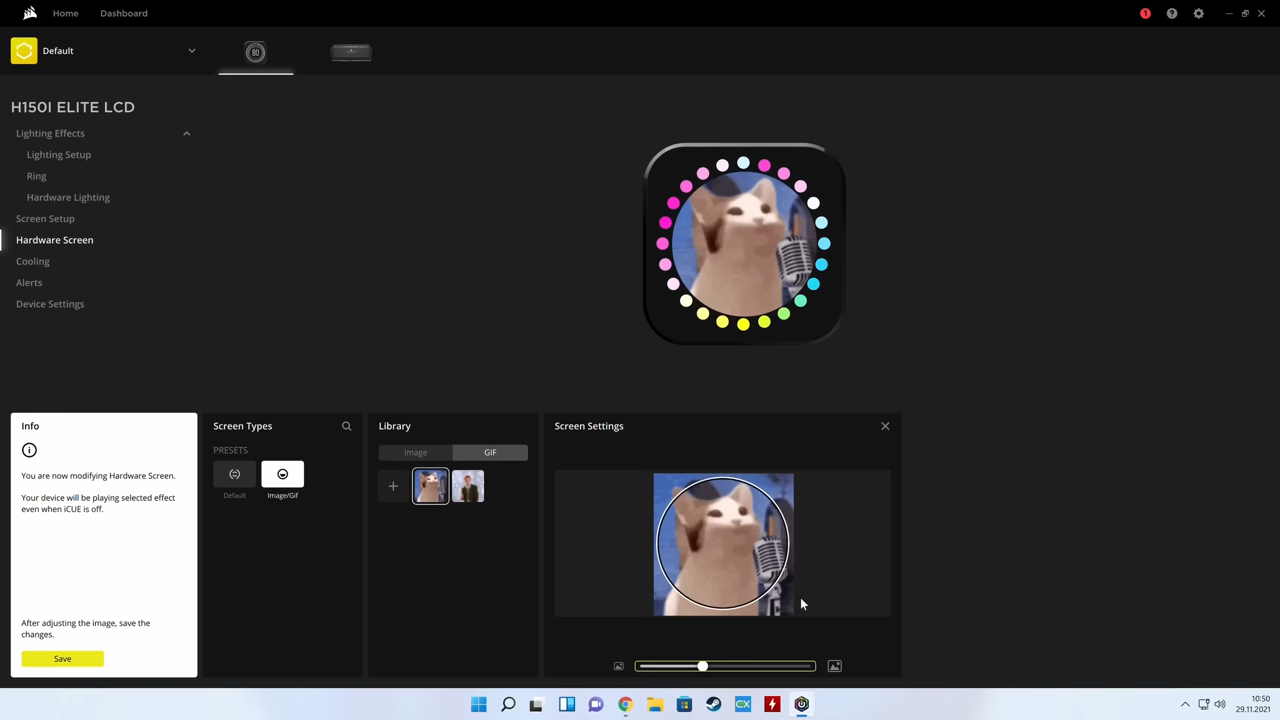 Home
Dashboard
1
Default
80
H150I ELITE LCD
Lighting Effects
Lighting Setup
Ring
Hardware Lighting
Screen Setup
Hardware Screen
Cooling
Alerts
Device Settings
Info
You are now modifying Hardware Screen.
Your device will be playing selected effect
even when iCUE is off.
After adjusting the image, save the
changes.
Save
Screen Types
PRESETS
Default
Image/Gif
Library
Image
GIF
Screen Settings
CX
10:50
29.11.2021